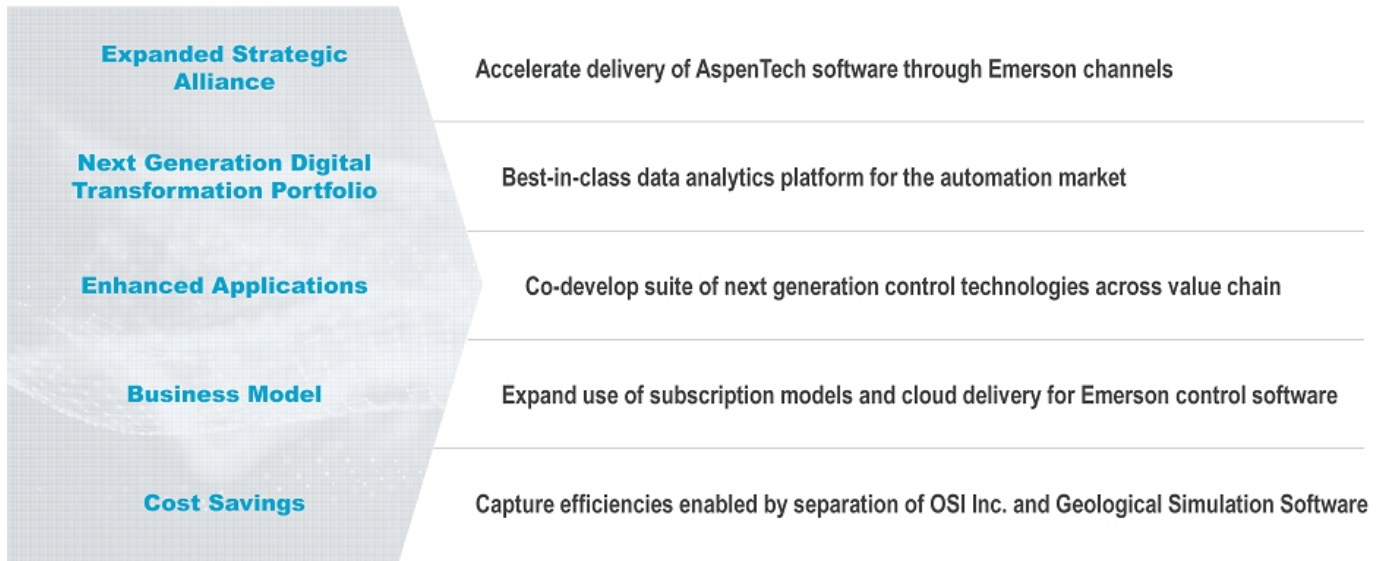 Expanded Strategic
Alliance
Accelerate delivery of AspenTech software through Emerson channels
Next Generation Digital
Transformation Portfolio
Best-in-class data analytics platform for the automation market
Enhanced Applications
Co-develop suite of next generation control technologies across value chain
Business Model
Expand use of subscription models and cloud delivery for Emerson control software
Cost Savings
Capture efficiencies enabled by separation of OSI Inc. and Geological Simulation Software